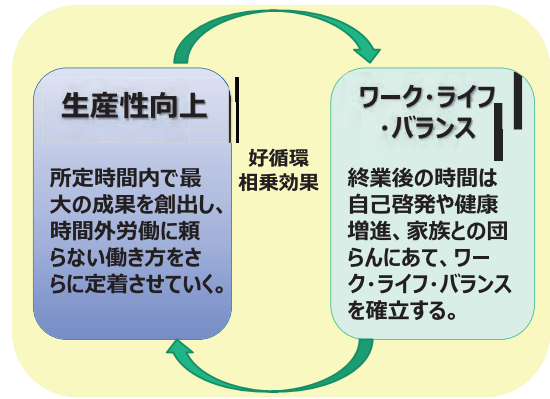 生産性向上
所定時間内で最
大の成果を創出し、
時間外労働に頼
らない働き方をさ
らに定着させていく。
好循環
相乗効果
ワーク・ライフ
・バランス
終業後の時間は
自己啓発や健康
増進、家族との団
らんにあて、ワー
ク・ライフ・バランス
を確立する。